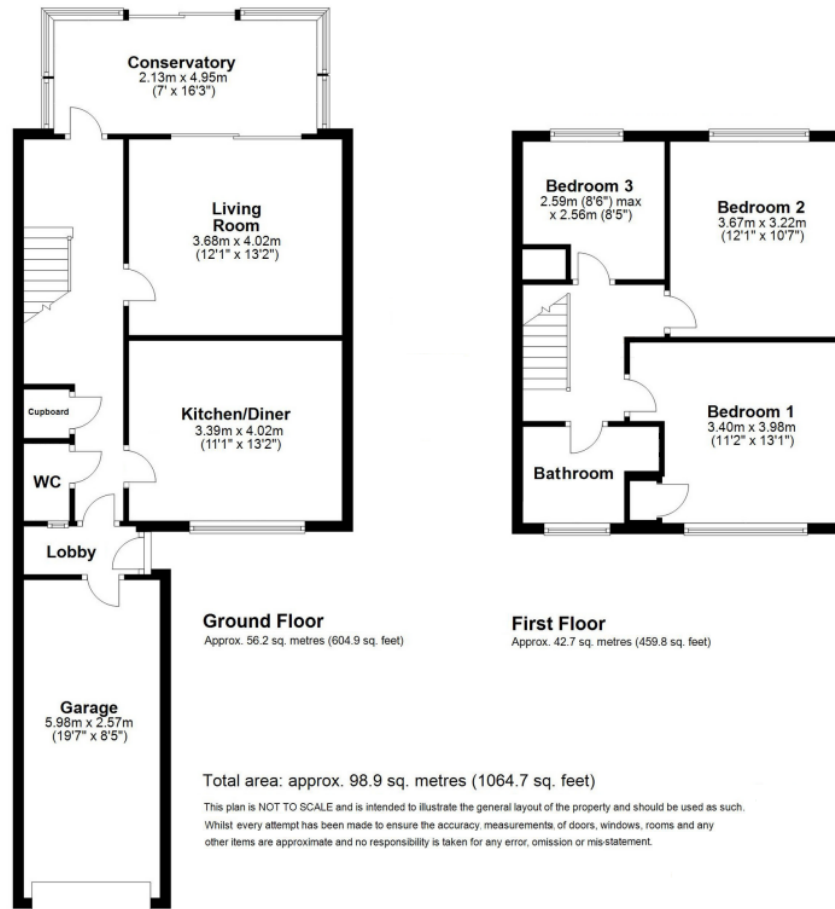 Conservatory
2.13m x 4.95m
(7' x 16'3")
Living
Room
3.68m x 4.02m
(12'1" x 13'2")
Cupboard
Kitchen/Diner
3.39m x 4.02m
(11'1" x 13'2")
WC
Lobby
Garage
5.98m x 2.57m
(19'7" x 8'5")
Ground Floor
Approx. 56.2 sq. metres (604.9 sq. feet)
Bedroom 3
2.59m (8'6") max
x 2.56m (8'5")
Bedroom 2
3.67m x 3.22m
(12'1" x 10'7")
Bedroom 1
3.40m x 3.98m
(11'2" x 13'1")
Bathroom
First Floor
Approx. 42.7 sq. metres (459.8 sq. feet)
Total area: approx. 98.9 sq. metres (1064.7 sq. feet)
This plan is NOT TO SCALE and is intended to illustrate the general layout of the property and should be used as such.
Whilst every attempt has been made to ensure the accuracy, measurements, of doors, windows, rooms and any
other items are approximate and no responsibility is taken for any error, omission or mis-statement.